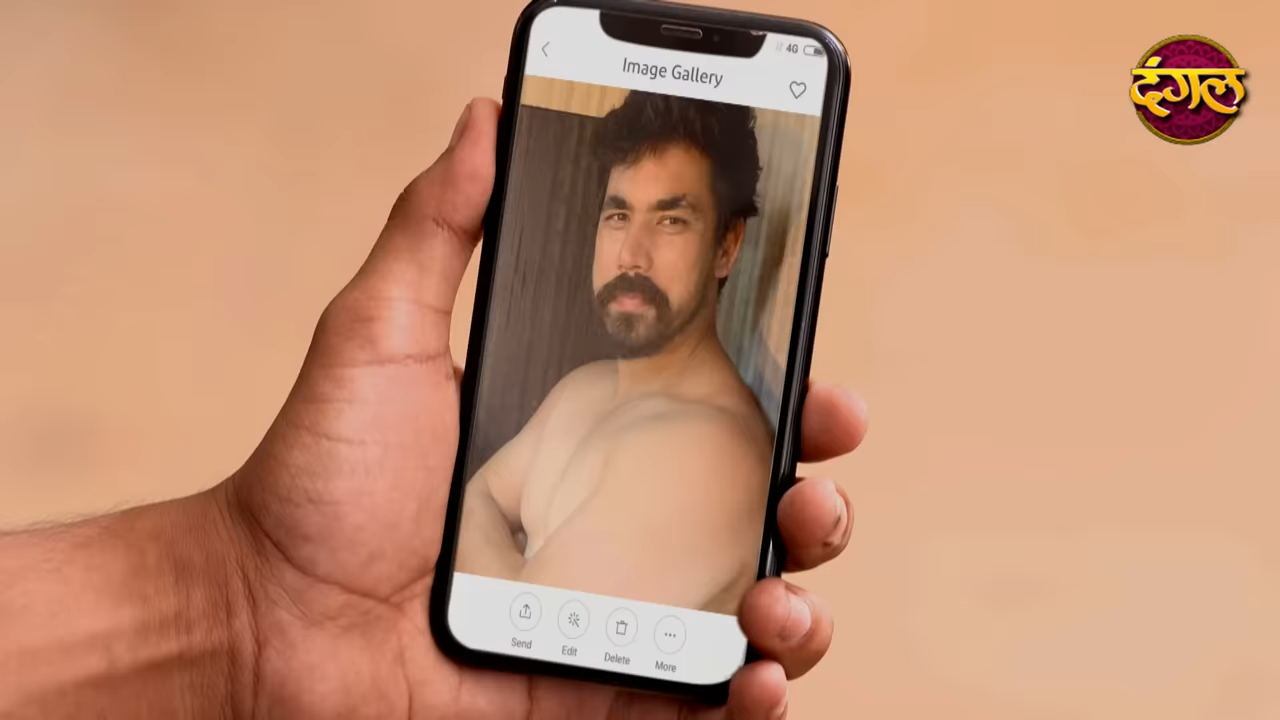 4G
Image Gallery
दंगल
Send
Edit
Delete
More